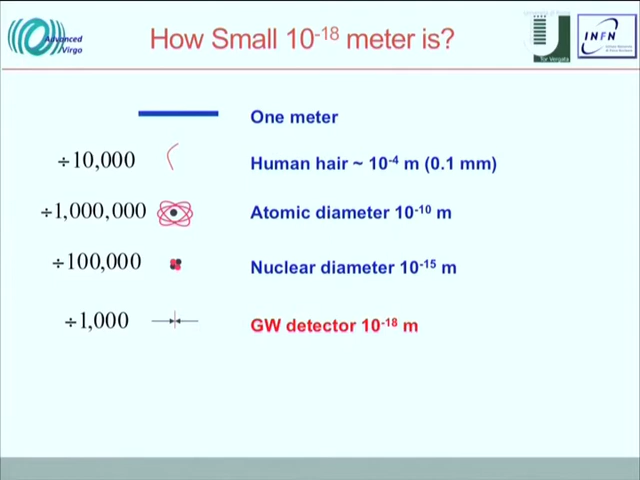 Advanced
Virgo
How Small 10⁻¹⁸ meter is?
Tor Vergata
INFN
One meter
÷10,000
Human hair ~ 10⁻⁴ m (0.1 mm)
÷1,000,000
Atomic diameter 10⁻¹⁰ m
÷100,000
Nuclear diameter 10⁻¹⁵ m
÷1,000
GW detector 10⁻¹⁸ m